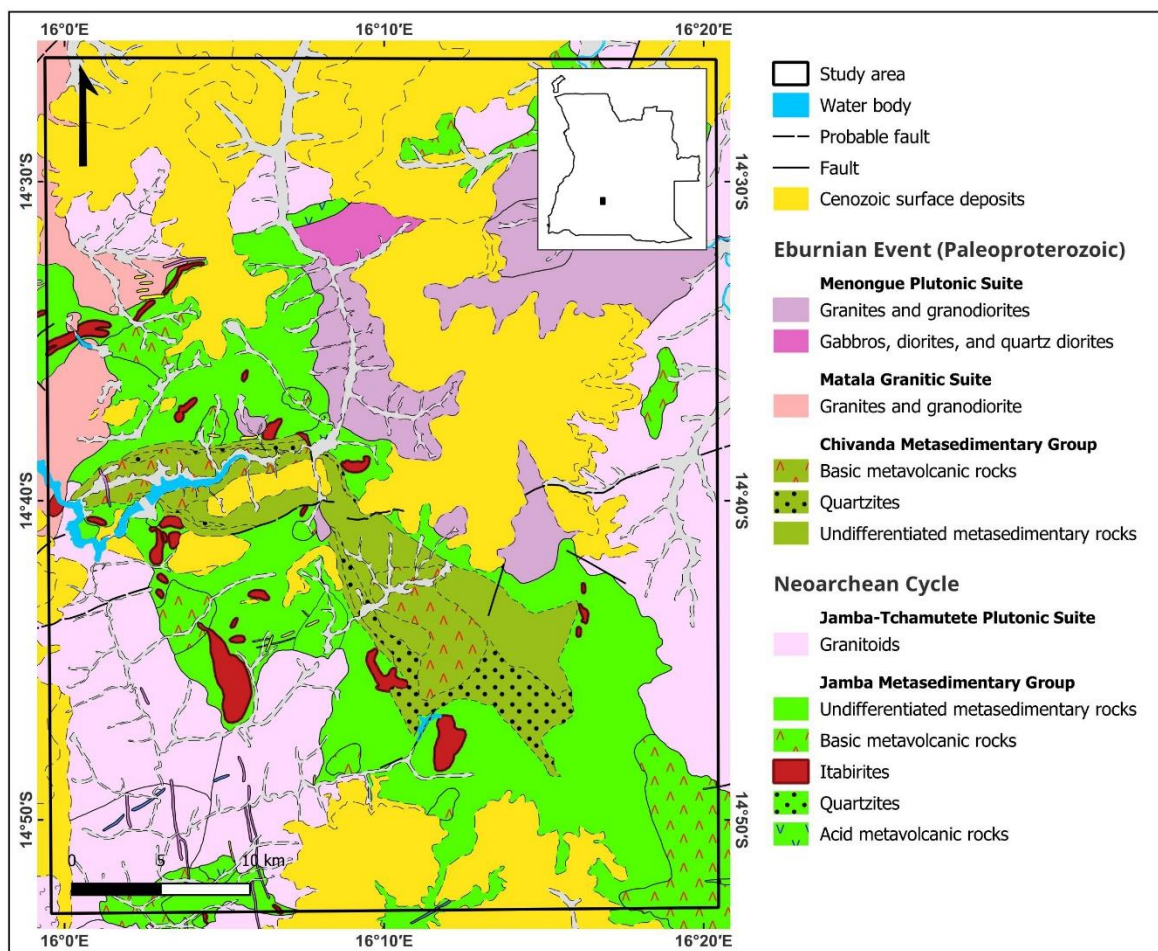 16°0′E 16°10′E 16°20′E
14°30′S 14°30′S
14°40′S 14°40′S
14°50′S 14°50′S
0 5 10 km
16°0′E 16°10′E 16°20′E
Study area
Water body
Probable fault
Fault
Cenozoic surface deposits
Eburnian Event (Paleoproterozoic)
Menongue Plutonic Suite
Granites and granodiorites
Gabbros, diorites, and quartz diorites
Matala Granitic Suite
Granites and granodiorite
Chivanda Metasedimentary Group
Basic metavolcanic rocks
Quartzites
Undifferentiated metasedimentary rocks
Neoarchean Cycle
Jamba-Tchamutete Plutonic Suite
Granitoids
Jamba Metasedimentary Group
Undifferentiated metasedimentary rocks
Basic metavolcanic rocks
Itabirites
Quartzites
Acid metavolcanic rocks